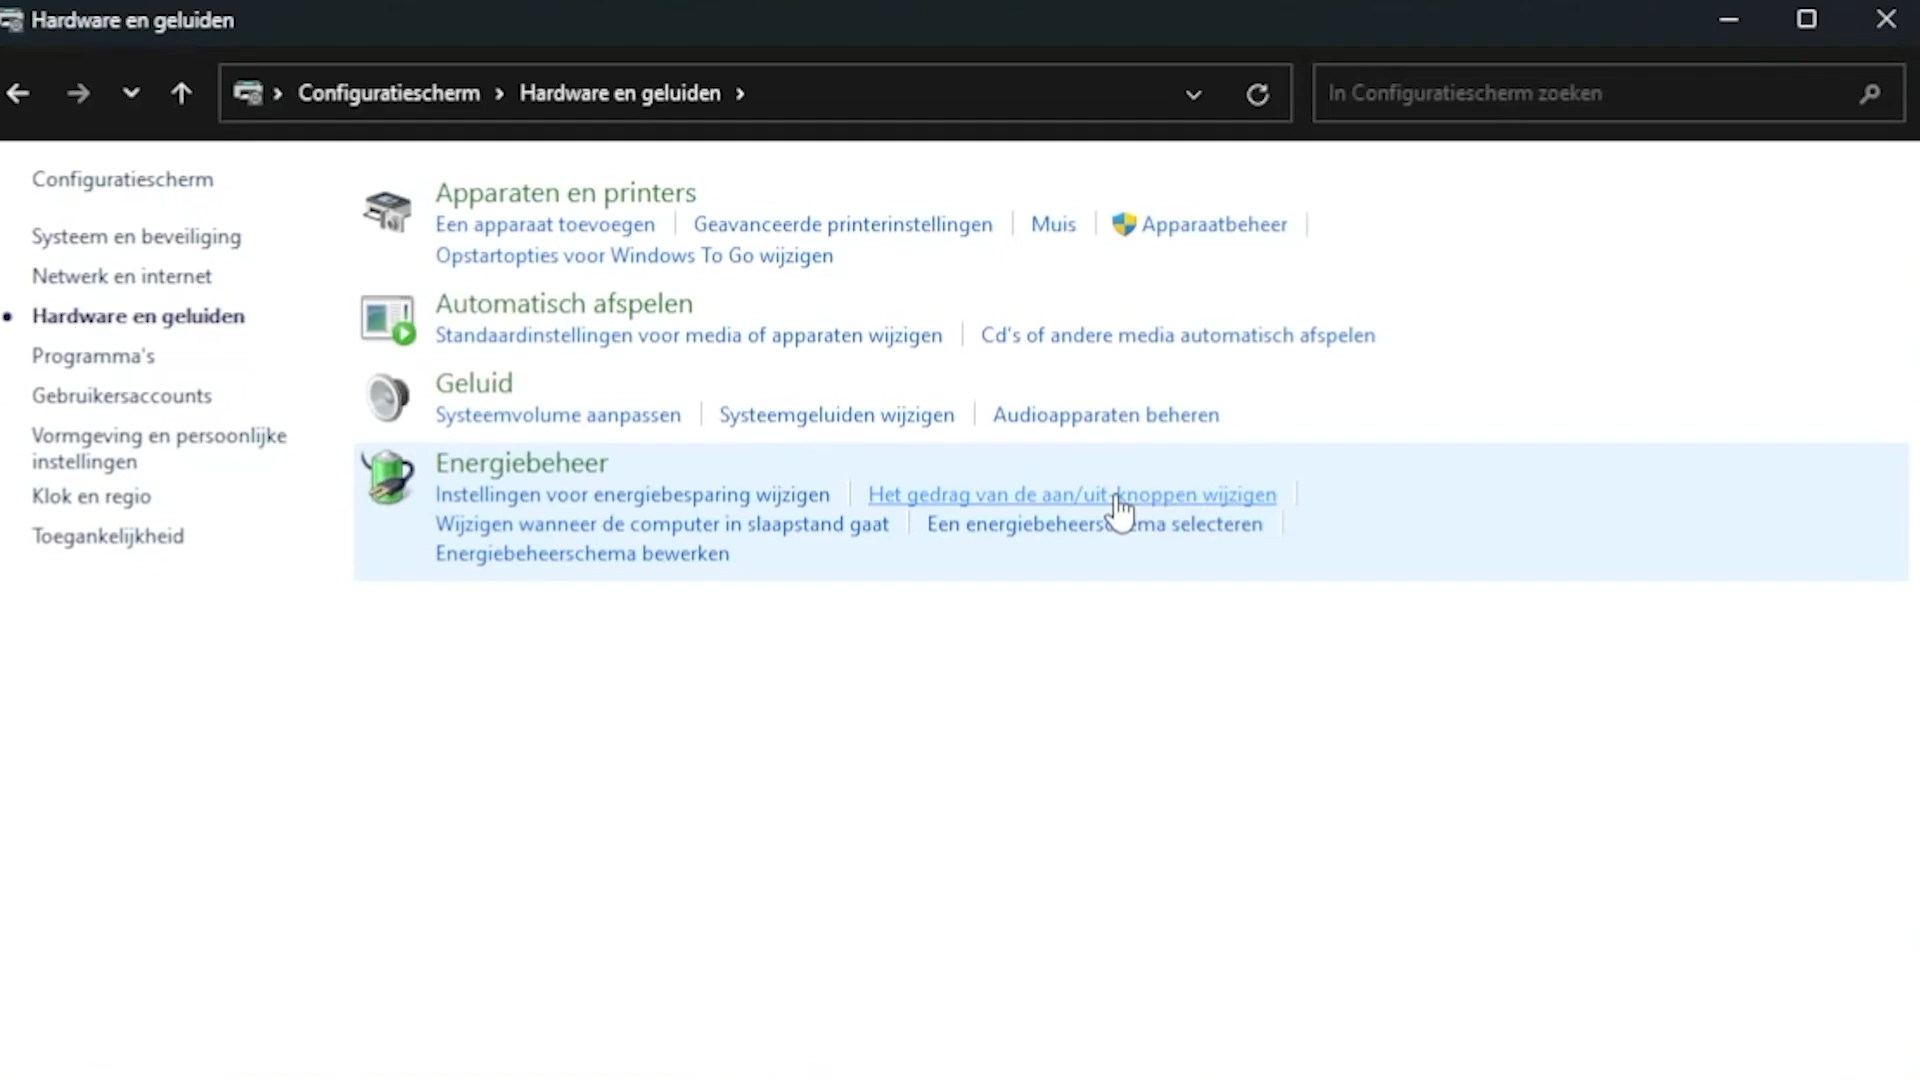 Hardware en geluiden
Configuratiescherm Hardware en geluiden
In Configuratiescherm zoeken
Configuratiescherm
Systeem en beveiliging
Netwerk en internet
Hardware en geluiden
Programma's
Gebruikersaccounts
Vormgeving en persoonlijke
instellingen
Klok en regio
Toegankelijkheid
Apparaten en printers
Een apparaat toevoegen Geavanceerde printerinstellingen Muis Apparaatbeheer
Opstartopties voor Windows To Go wijzigen
Automatisch afspelen
Standaardinstellingen voor media of apparaten wijzigen Cd's of andere media automatisch afspelen
Geluid
Systeemvolume aanpassen Systeemgeluiden wijzigen Audioapparaten beheren
Energiebeheer
Instellingen voor energiebesparing wijzigen Het gedrag van de aan/uit-knoppen wijzigen
Wijzigen wanneer de computer in slaapstand gaat Een energiebeheerschema selecteren
Energiebeheerschema bewerken